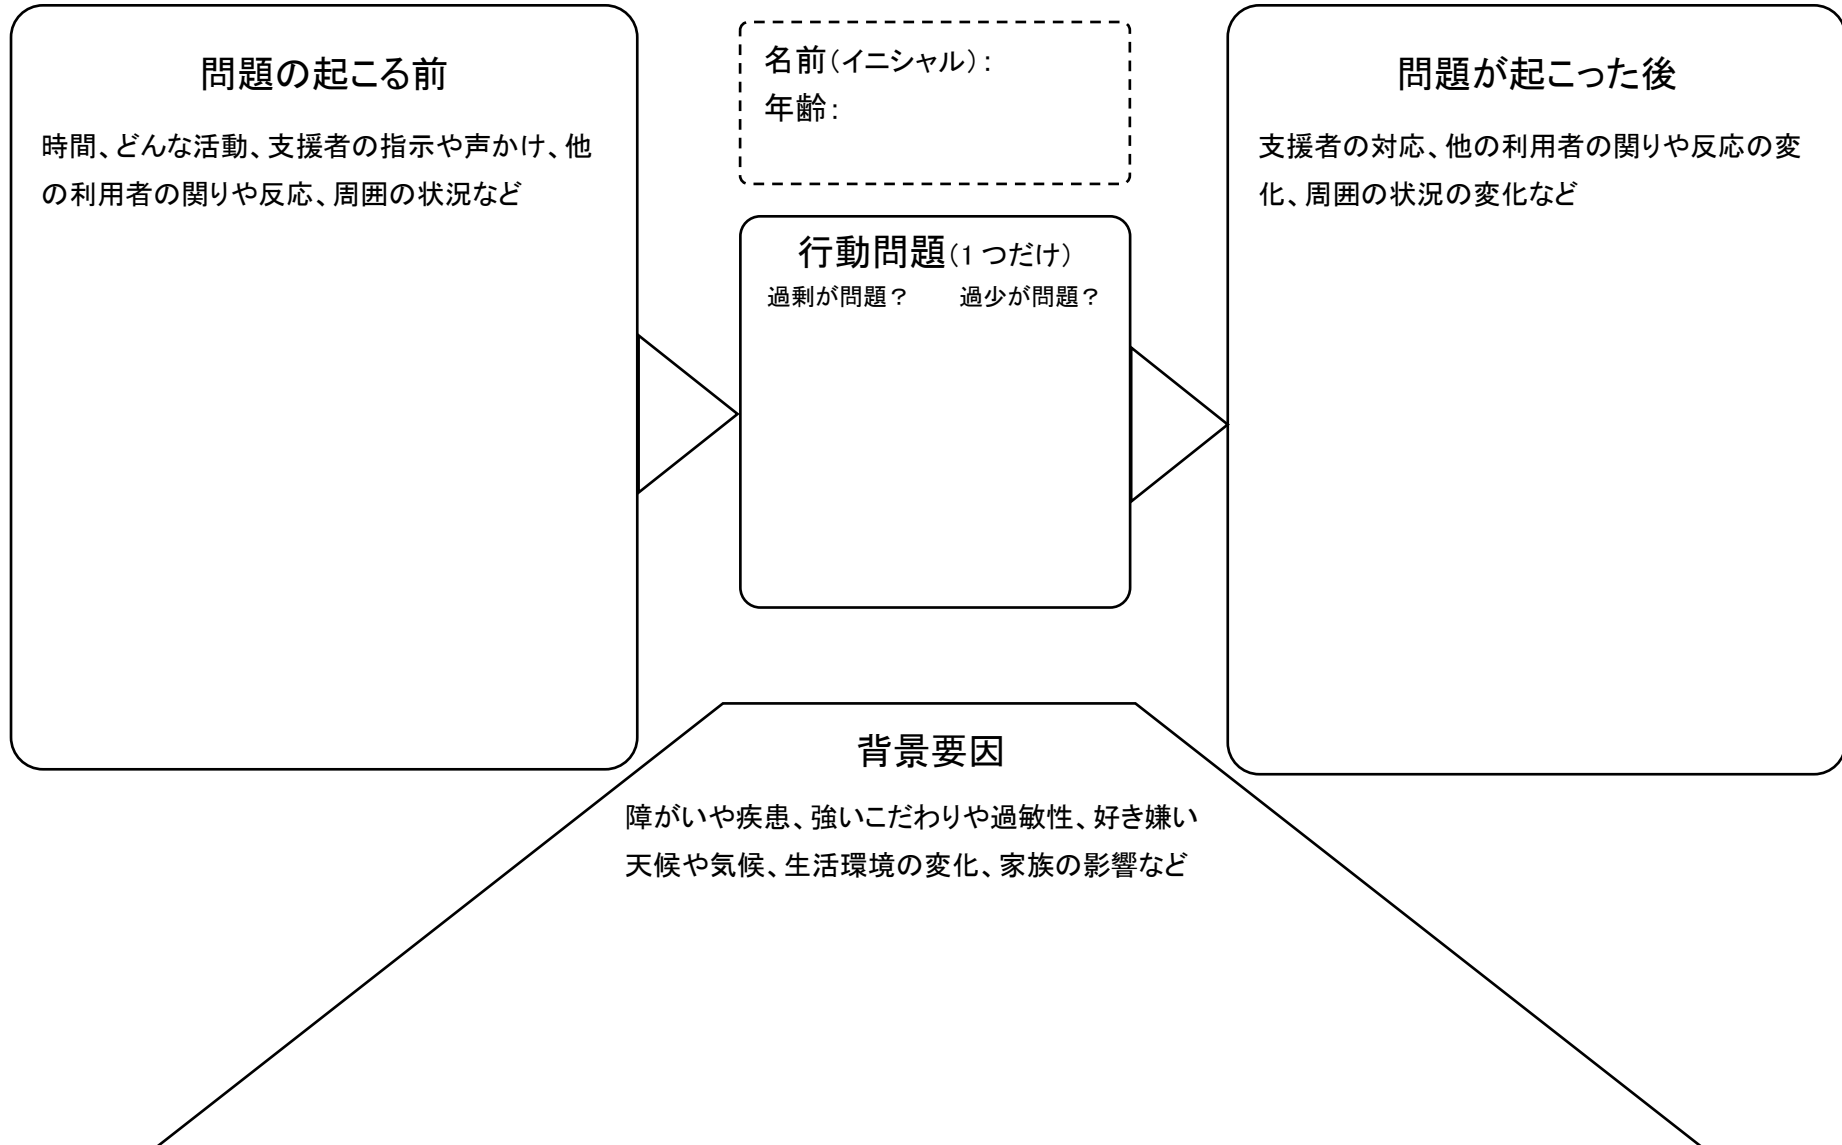 問題の起こる前
時間、どんな活動、支援者の指示や声かけ、他
の利用者の関りや反応、周囲の状況など
名前(イニシャル):
年齢:
行動問題(1 つだけ)
過剰が問題? 過少が問題?
問題が起こった後
支援者の対応、他の利用者の関りや反応の変
化、周囲の状況の変化など
背景要因
障がいや疾患、強いこだわりや過敏性、好き嫌い
天候や気候、生活環境の変化、家族の影響など